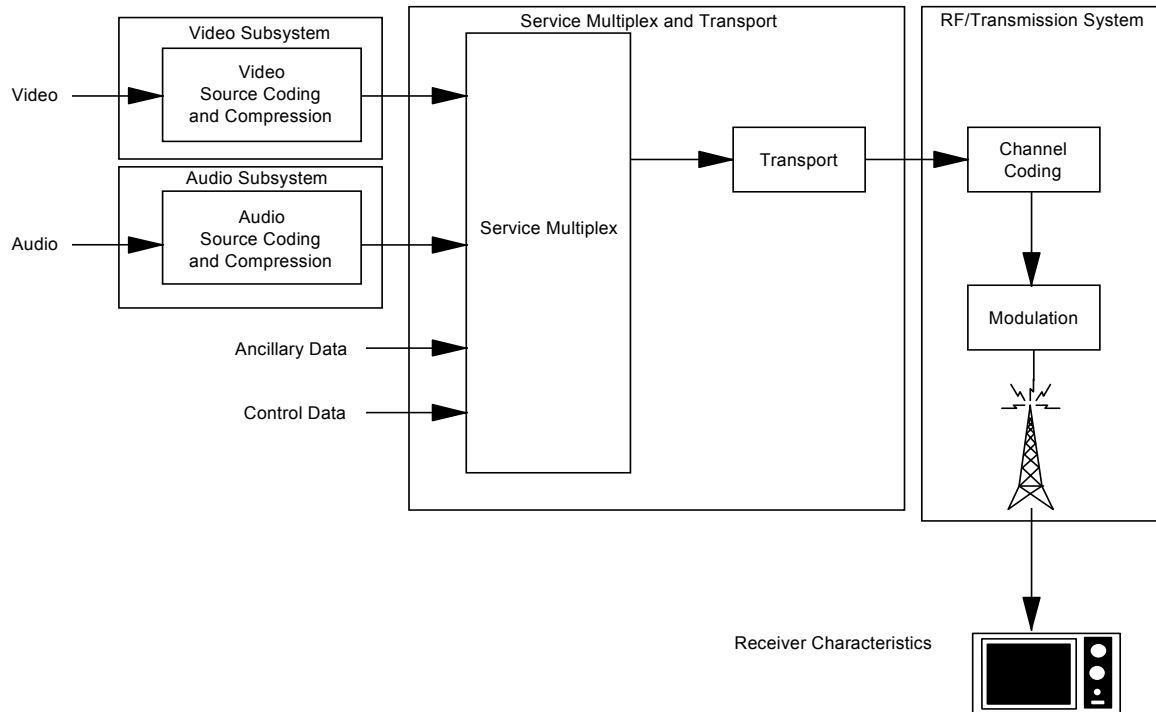 Service Multiplex and Transport
RF/Transmission System
Video Subsystem
Video
Video
Source Coding
and Compression
Audio Subsystem
Audio
Audio
Source Coding
and Compression
Ancillary Data
Control Data
Service Multiplex
Transport
Channel
Coding
Modulation
Receiver Characteristics